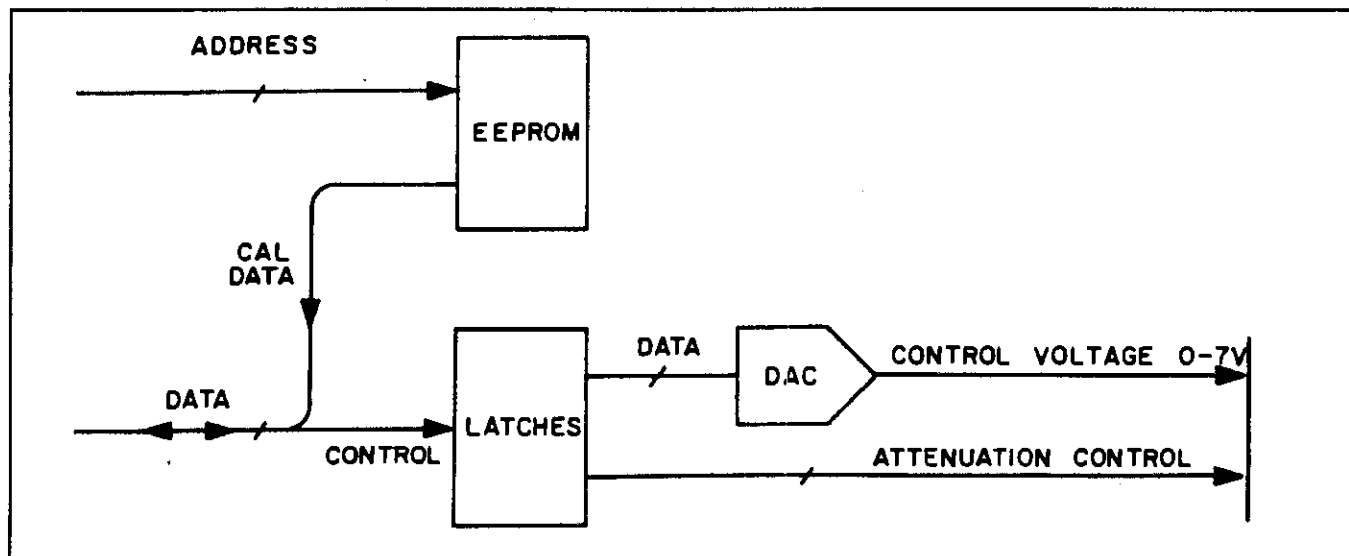 ADDRESS
EEPROM
CAL
DATA
DATA
CONTROL
LATCHES
DATA
DAC
CONTROL VOLTAGE 0-7V
ATTENUATION CONTROL